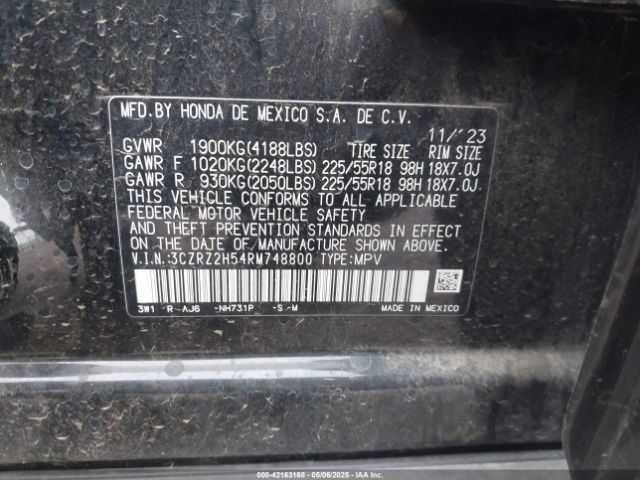 MFD.BY HONDA DE MEXICO S.A. DE C.V.
11/'23
GVWR 1900KG(4188LBS) TIRE SIZE RIM SIZE
GAWR F 1020KG(2248LBS) 225/55R18 98H 18X7.0J
GAWR R 930KG(2050LBS) 225/55R18 98H 18X7.0J.
THIS VEHICLE CONFORMS TO ALL APPLICABLE
FEDERAL MOTOR VEHICLE SAFETY
AND THEFT PREVENTION STANDARDS IN EFFECT
ON THE DATE OF MANUFACTURE SHOWN ABOVE.
V.I.N:3CZRZ2H54RM748800 TYPE:MPV
3W1 R AJ6 -NH731P -S-M MADE IN MEXICO
000-42163168 05/06/2025 IMPACT